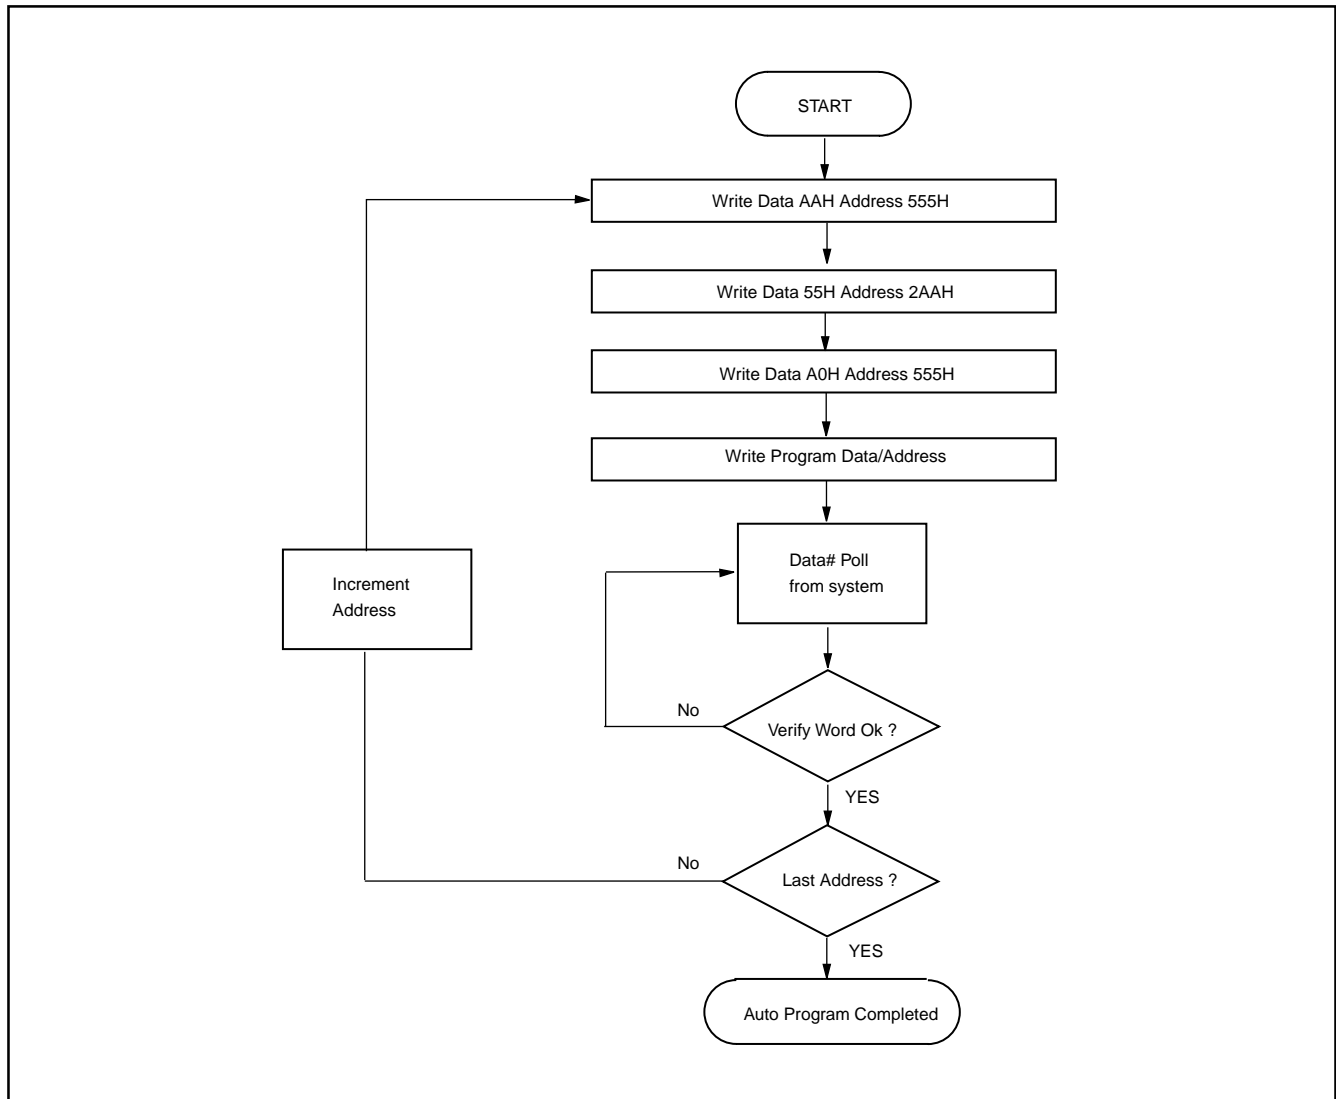 START
Write Data AAH Address 555H
Write Data 55H Address 2AAH
Write Data A0H Address 555H
Write Program Data/Address
Data# Poll
from system
Increment
Address
No
Verify Word Ok ?
YES
No
Last Address ?
YES
Auto Program Completed